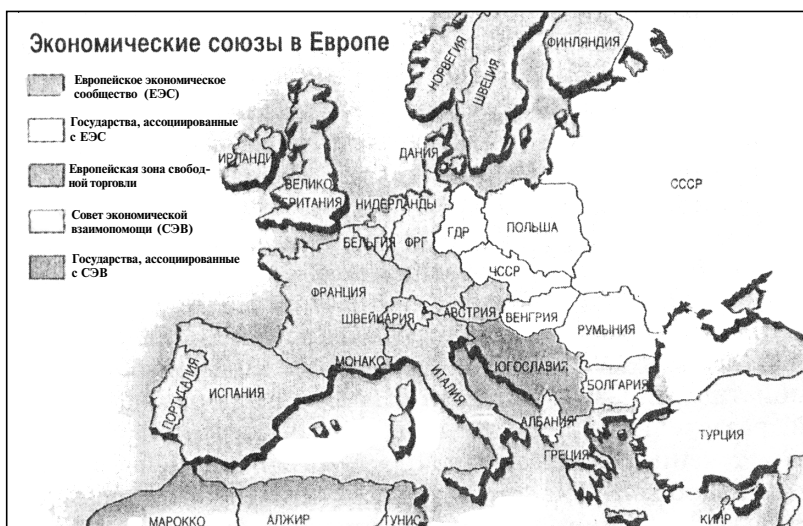 Экономические союзы в Европе
Европейское экономическое
сообщество (ЕЭС)
Государства, ассоциированные
с ЕЭС
Европейская зона свобод-
ной торговли
Совет экономической
взаимопомощи (СЭВ)
Государства, ассоциированные
с СЭВ
НОРВЕГИЯ
ШВЕЦИЯ
ФИНЛЯНДИЯ
ДАНИЯ
ИРЛАНДИ
ВЕЛИКО
БРИТАНИЯ
НИДЕРЛАНДЫ
БЕЛЬГИЯ
ФРГ
ГДР
ПОЛЬША
СССР
ЧССР
ФРАНЦИЯ
ШВЕЙЦАРИЯ
АВСТРИЯ
ВЕНГРИЯ
РУМЫНИЯ
МОНАКО
ИТАЛИЯ
ЮГОСЛАВИЯ
БОЛГАРИЯ
ПОРТУГАЛИЯ
ИСПАНИЯ
АЛБАНИЯ
ГРЕЦИЯ
ТУРЦИЯ
МАРОККО
АЛЖИР
ТУНИС
КИПР